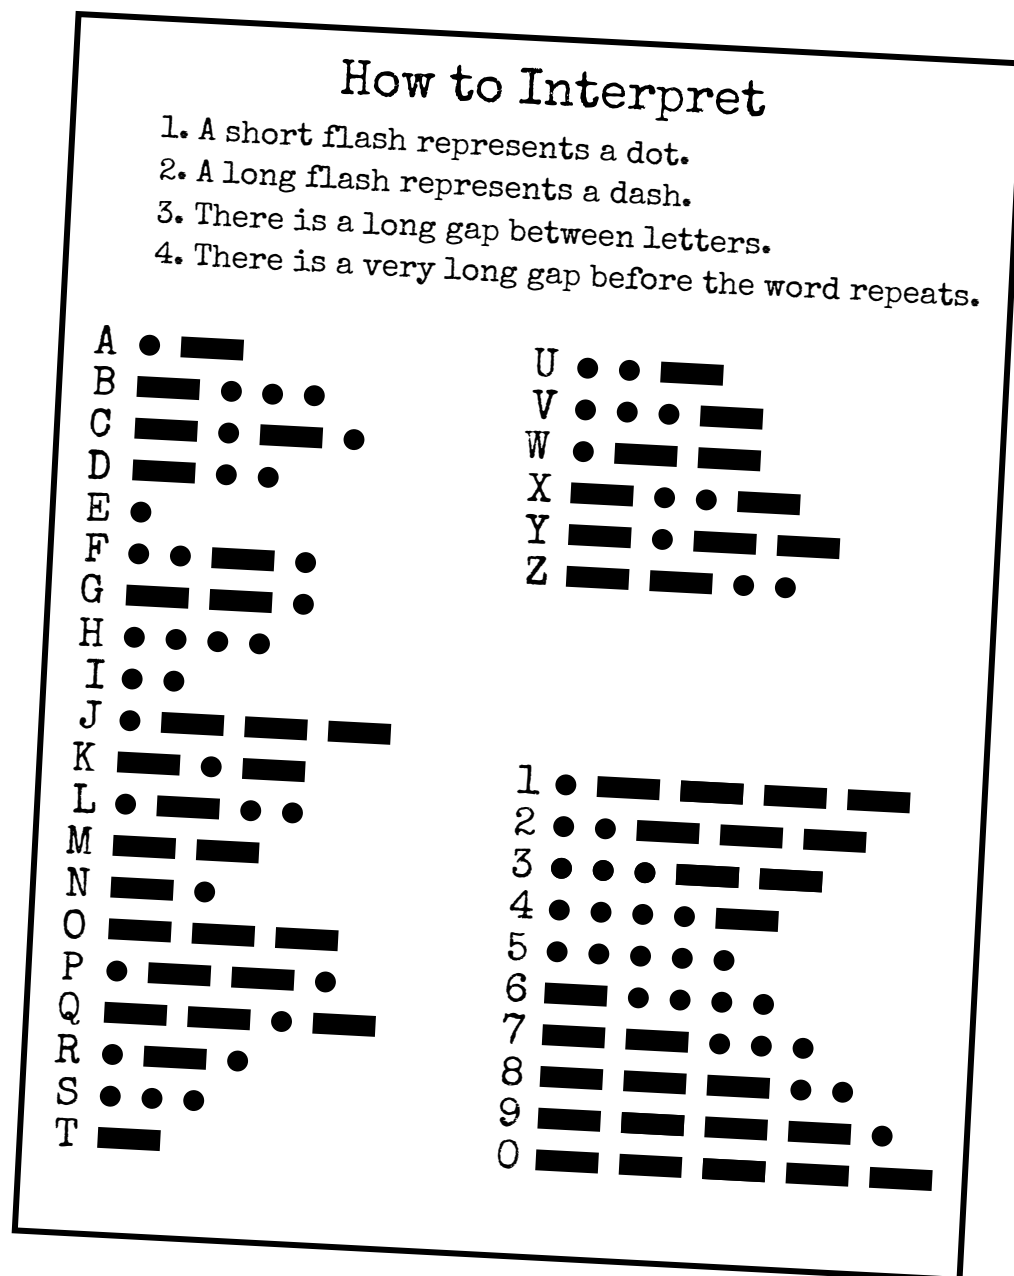 How to Interpret
1. A short flash represents a dot.
2. A long flash represents a dash.
3. There is a long gap between letters.
4. There is a very long gap before the word repeats.
A
B
C
D
E
F
G
H
I
J
K
L
M
N
O
P
Q
R
S
T
U
V
W
X
Y
Z
1
2
3
4
5
6
7
8
9
0